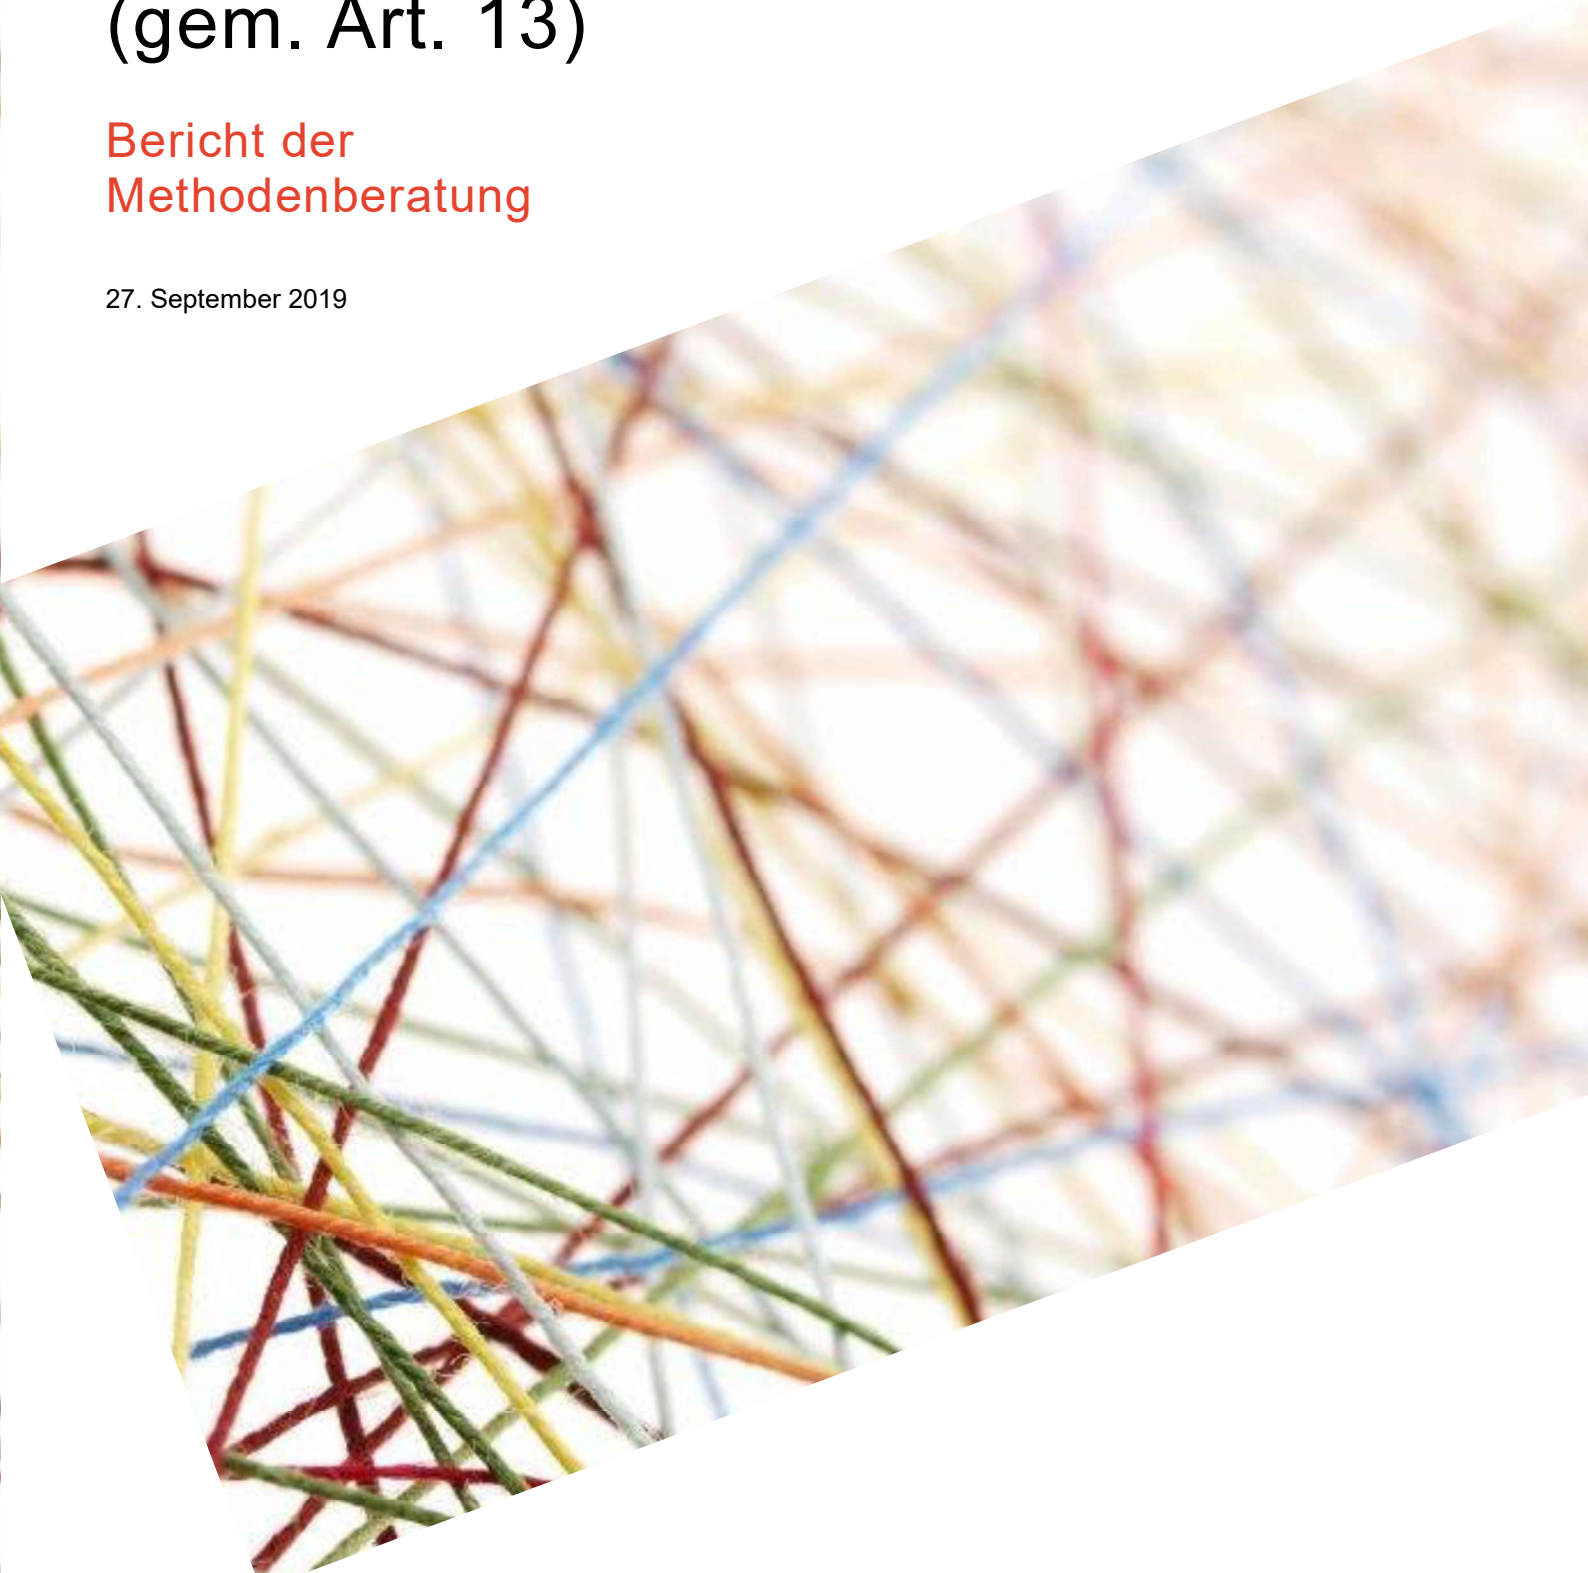 (gem. Art. 13)
Bericht der
Methodenberatung
27. September 2019